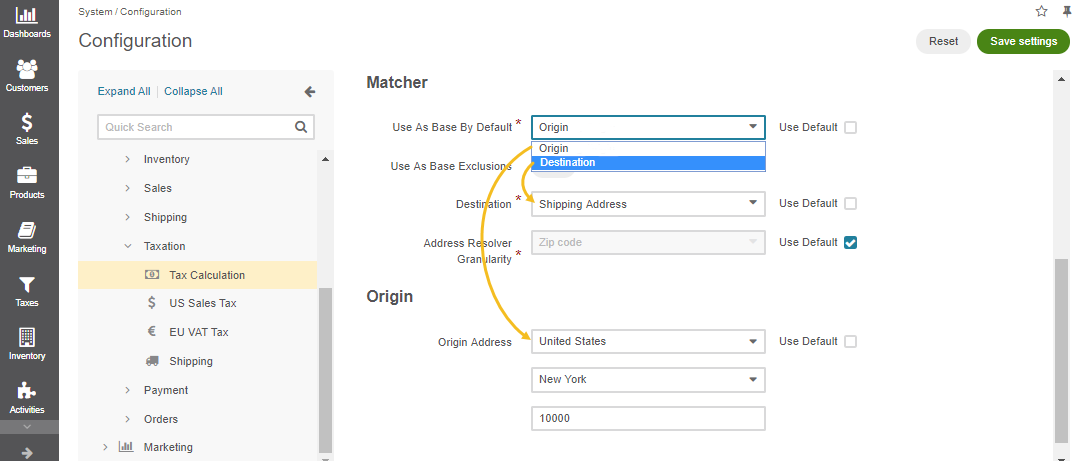 System / Configuration
Configuration
Reset
Save settings
Dashboards
Customers
Sales
Products
Marketing
Taxes
Inventory
Activities
Expand All | Collapse All
Quick Search
Inventory
Sales
Shipping
Taxation
Tax Calculation
$ US Sales Tax
€ EU VAT Tax
Shipping
Payment
Orders
Marketing
Matcher
Use As Base By Default * Origin Use Default
Origin
Destination
Use As Base Exclusions
Destination * Shipping Address Use Default
Address Resolver Granularity * Zip code Use Default
Origin
Origin Address United States Use Default
New York
10000